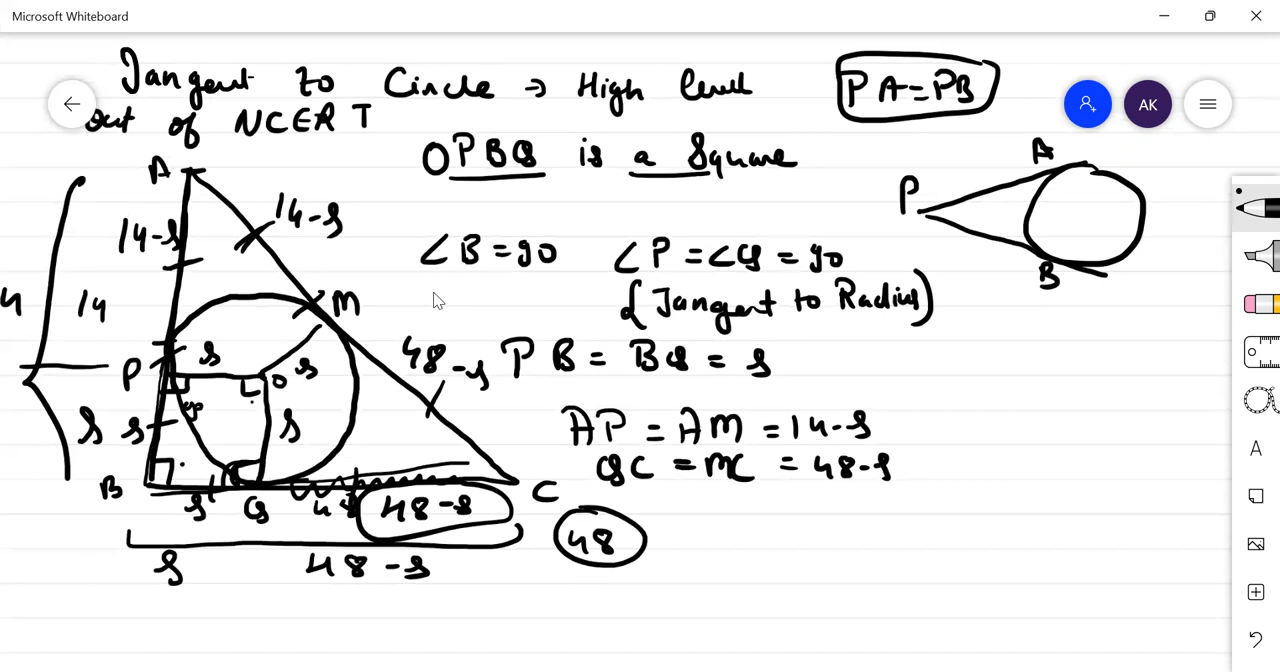 Microsoft Whiteboard
Tangent to Circle → High level
out of NCERT
PA=PB
AK
OPBQ is a Square
A
P
B
A
14-r
14-r
∠B=90
∠P=∠Q=90
(Tangent to Radius)
14
M
48-r
PB = BQ = r
P
r
O
r
90
r
r
r
AP = AM = 14-r
QC = MC = 48-r
B
r
Q
48-r
C
48
r
48-r